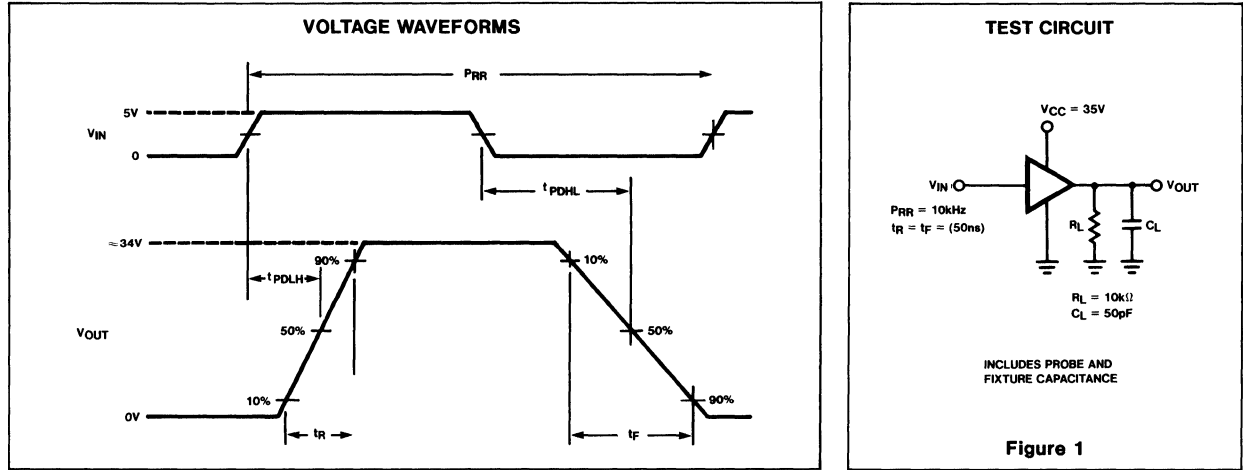 VOLTAGE WAVEFORMS
PRR
5V
VIN
0
tPDHL
≈34V
90%
10%
tPDLH
VOUT
50%
50%
10%
90%
0V
tR
tF
TEST CIRCUIT
VCC = 35V
VIN
VOUT
PRR = 10kHz
tR = tF = (50ns)
RL
CL
RL = 10kΩ
CL = 50pF
INCLUDES PROBE AND
FIXTURE CAPACITANCE
Figure 1